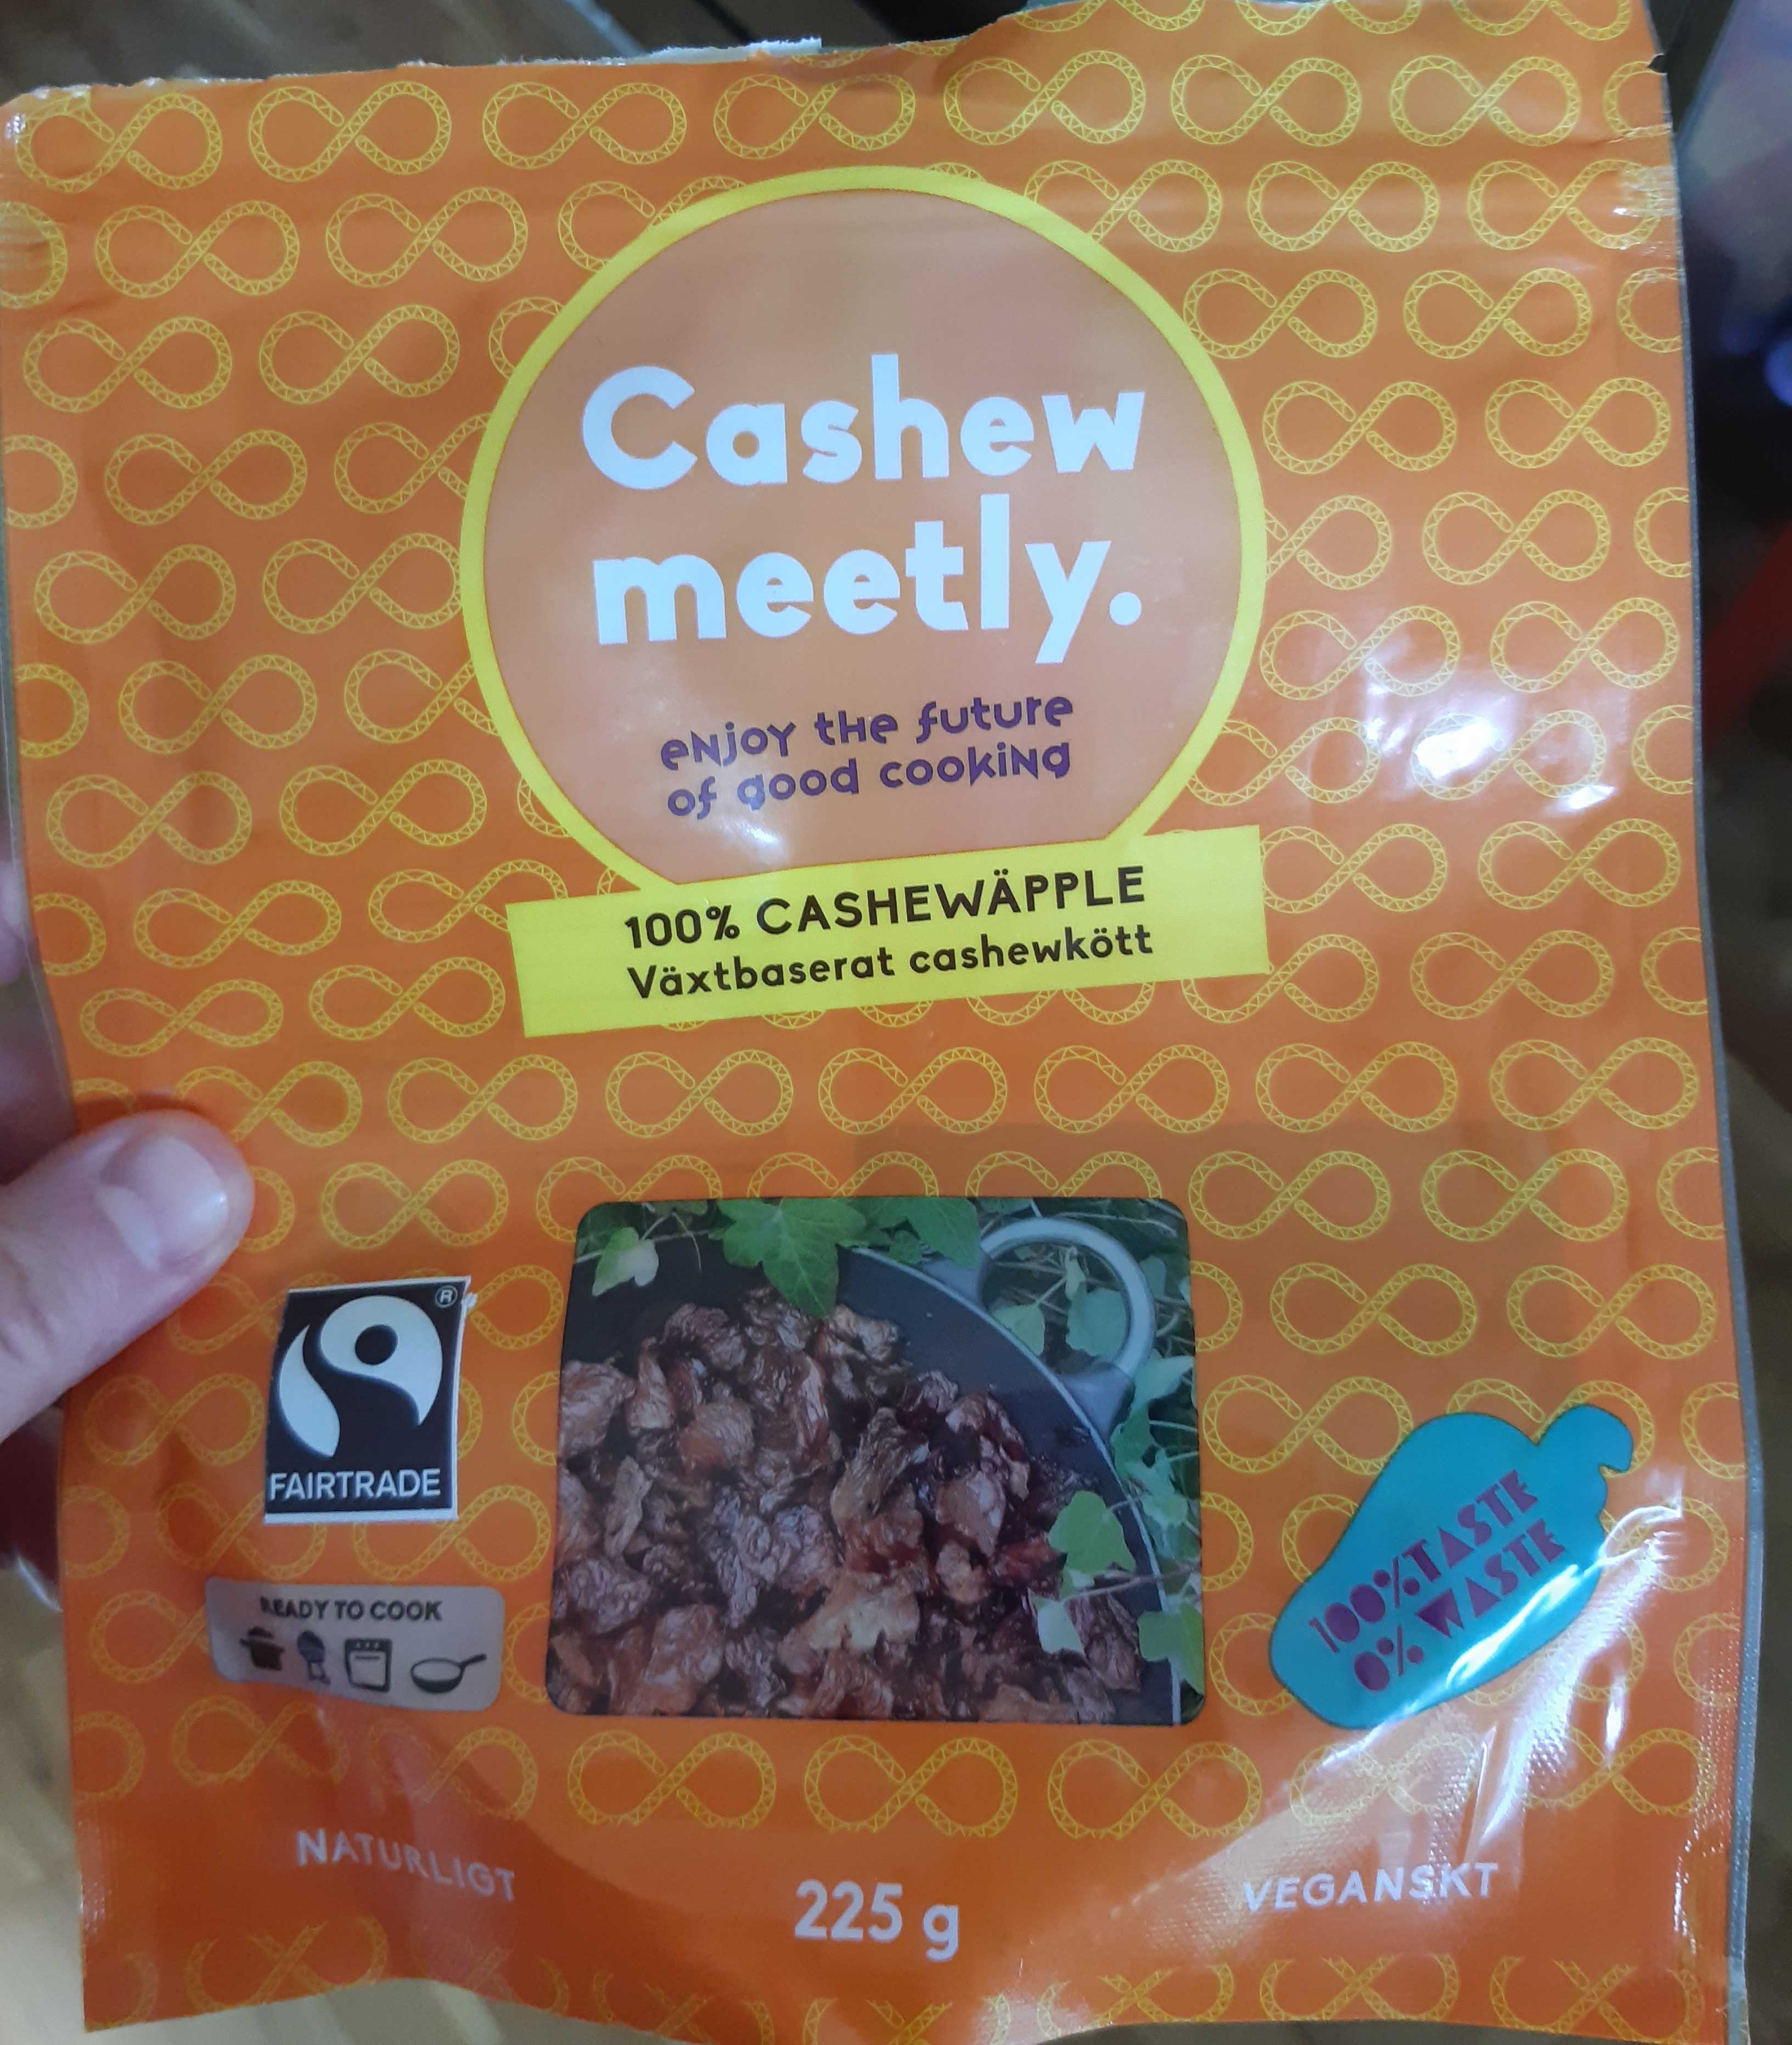 Cashew
meetly.
enjoy the future
of good cooking
100% CASHEWÄPPLE
Växtbaserat cashewkött
®
FAIRTRADE
READY TO COOK
100% TASTE
0% WASTE
NATURLIGT
225 g
VEGANSKT